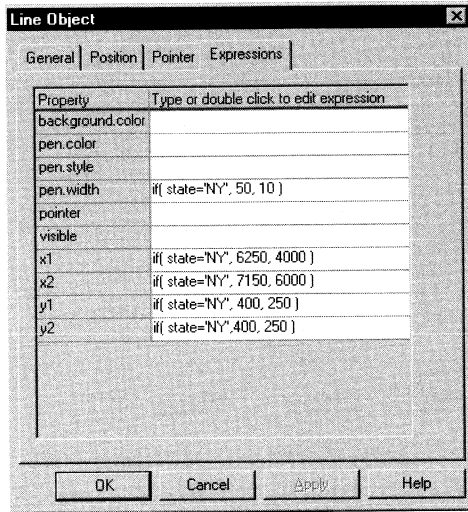 Line Object
General Position Pointer Expressions
Property Type or double click to edit expression
background.color
pen.color
pen.style
pen.width if( state='NY', 50, 10 )
pointer
visible
x1 if( state='NY', 6250, 4000 )
x2 if( state='NY', 7150, 6000 )
y1 if( state='NY', 400, 250 )
y2 if( state='NY',400, 250 )
OK Cancel Apply Help